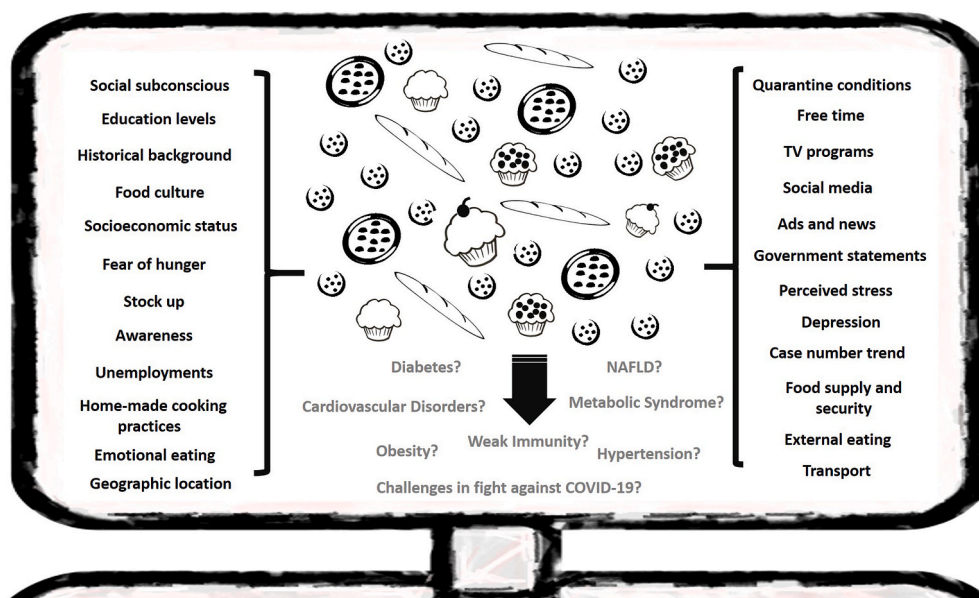 Social subconscious
Education levels
Historical background
Food culture
Socioeconomic status
Fear of hunger
Stock up
Awareness
Unemployments
Home-made cooking
practices
Emotional eating
Geographic location
Diabetes?
NAFLD?
Cardiovascular Disorders?
Metabolic Syndrome?
Weak Immunity?
Obesity?
Hypertension?
Challenges in fight against COVID-19?
Quarantine conditions
Free time
TV programs
Social media
Ads and news
Government statements
Perceived stress
Depression
Case number trend
Food supply and
security
External eating
Transport